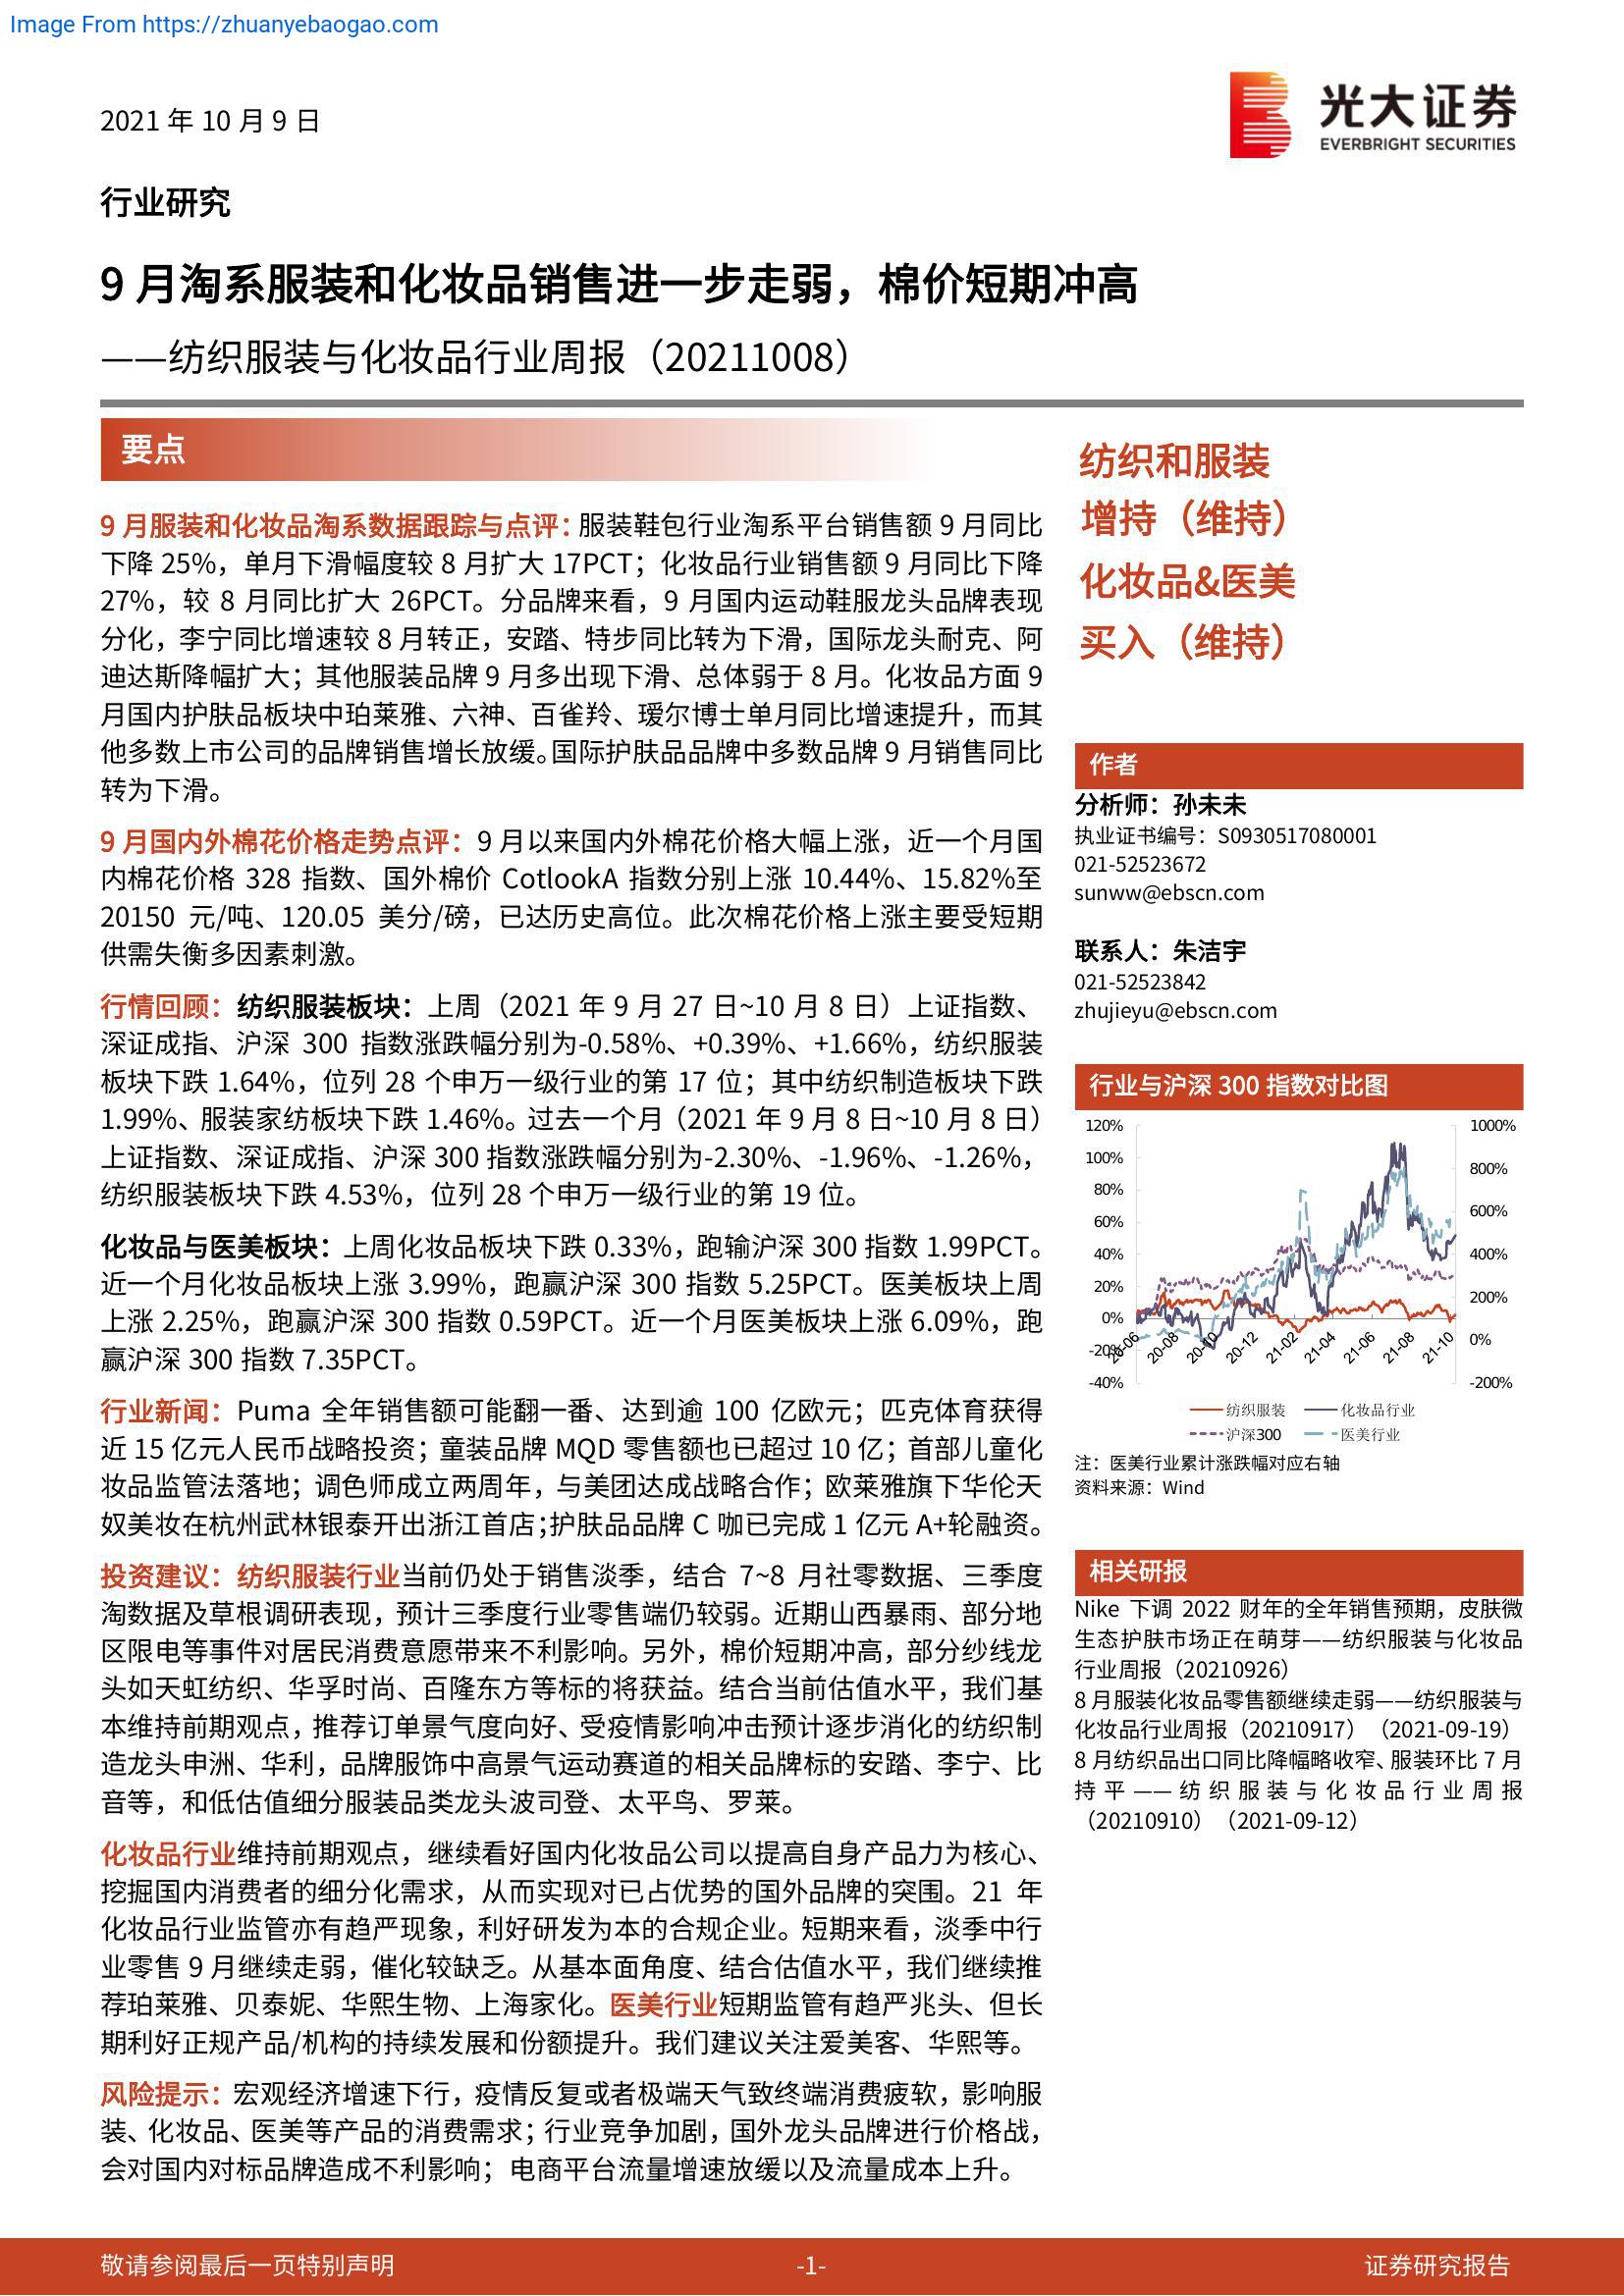 Image From https://zhuanyebaogao.com
2021 年 10 月 9 日
光大证券
EVERBRIGHT SECURITIES
行业研究
9 月淘系服装和化妆品销售进一步走弱，棉价短期冲高
——纺织服装与化妆品行业周报（20211008）
要点
9 月服装和化妆品淘系数据跟踪与点评：服装鞋包行业淘系平台销售额 9 月同比
下降 25%，单月下滑幅度较 8 月扩大 17PCT；化妆品行业销售额 9 月同比下降
27%，较 8 月同比扩大 26PCT。分品牌来看，9 月国内运动鞋服龙头品牌表现
分化，李宁同比增速较 8 月转正，安踏、特步同比转为下滑，国际龙头耐克、阿
迪达斯降幅扩大；其他服装品牌 9 月多出现下滑、总体弱于 8 月。化妆品方面 9
月国内护肤品板块中珀莱雅、六神、百雀羚、瑷尔博士单月同比增速提升，而其
他多数上市公司的品牌销售增长放缓。国际护肤品品牌中多数品牌 9 月销售同比
转为下滑。
9 月国内外棉花价格走势点评：9 月以来国内外棉花价格大幅上涨，近一个月国
内棉花价格 328 指数、国外棉价 CotlookA 指数分别上涨 10.44%、15.82%至
20150 元/吨、120.05 美分/磅，已达历史高位。此次棉花价格上涨主要受短期
供需失衡多因素刺激。
行情回顾：纺织服装板块：上周（2021 年 9 月 27 日~10 月 8 日）上证指数、
深证成指、沪深 300 指数涨跌幅分别为-0.58%、+0.39%、+1.66%，纺织服装
板块下跌 1.64%，位列 28 个申万一级行业的第 17 位；其中纺织制造板块下跌
1.99%、服装家纺板块下跌 1.46%。过去一个月（2021 年 9 月 8 日~10 月 8 日）
上证指数、深证成指、沪深 300 指数涨跌幅分别为-2.30%、-1.96%、-1.26%，
纺织服装板块下跌 4.53%，位列 28 个申万一级行业的第 19 位。
化妆品与医美板块：上周化妆品板块下跌 0.33%，跑输沪深 300 指数 1.99PCT。
近一个月化妆品板块上涨 3.99%，跑赢沪深 300 指数 5.25PCT。医美板块上周
上涨 2.25%，跑赢沪深 300 指数 0.59PCT。近一个月医美板块上涨 6.09%，跑
赢沪深 300 指数 7.35PCT。
行业新闻：Puma 全年销售额可能翻一番、达到逾 100 亿欧元；匹克体育获得
近 15 亿元人民币战略投资；童装品牌 MQD 零售额也已超过 10 亿；首部儿童化
妆品监管法落地；调色师成立两周年，与美团达成战略合作；欧莱雅旗下华伦天
奴美妆在杭州武林银泰开出浙江首店；护肤品品牌 C 咖已完成 1 亿元 A+轮融资。
投资建议：纺织服装行业当前仍处于销售淡季，结合 7~8 月社零数据、三季度
淘数据及草根调研表现，预计三季度行业零售端仍较弱。近期山西暴雨、部分地
区限电等事件对居民消费意愿带来不利影响。另外，棉价短期冲高，部分纱线龙
头如天虹纺织、华孚时尚、百隆东方等标的将获益。结合当前估值水平，我们基
本维持前期观点，推荐订单景气度向好、受疫情影响冲击预计逐步消化的纺织制
造龙头申洲、华利，品牌服饰中高景气运动赛道的相关品牌标的安踏、李宁、比
音等，和低估值细分服装品类龙头波司登、太平鸟、罗莱。
化妆品行业维持前期观点，继续看好国内化妆品公司以提高自身产品力为核心、
挖掘国内消费者的细分化需求，从而实现对已占优势的国外品牌的突围。21 年
化妆品行业监管亦有趋严现象，利好研发为本的合规企业。短期来看，淡季中行
业零售 9 月继续走弱，催化较缺乏。从基本面角度、结合估值水平，我们继续推
荐珀莱雅、贝泰妮、华熙生物、上海家化。医美行业短期监管有趋严兆头、但长
期利好正规产品/机构的持续发展和份额提升。我们建议关注爱美客、华熙等。
风险提示：宏观经济增速下行，疫情反复或者极端天气致终端消费疲软，影响服
装、化妆品、医美等产品的消费需求；行业竞争加剧，国外龙头品牌进行价格战，
会对国内对标品牌造成不利影响；电商平台流量增速放缓以及流量成本上升。
纺织和服装
增持（维持）
化妆品&医美
买入（维持）
作者
分析师：孙未未
执业证书编号：S0930517080001
021-52523672
sunww@ebscn.com
联系人：朱洁宇
021-52523842
zhujieyu@ebscn.com
行业与沪深 300 指数对比图
120% 1000%
100% 800%
80%
60% 600%
40% 400%
20% 200%
0% 0%
-20%
-40% -200%
20-06 20-08 20-10 20-12 21-02 21-04 21-06 21-08 21-10
纺织服装 化妆品行业
沪深300 医美行业
注：医美行业累计涨跌幅对应右轴
资料来源：Wind
相关研报
Nike 下调 2022 财年的全年销售预期，皮肤微
生态护肤市场正在萌芽——纺织服装与化妆品
行业周报（20210926）
8 月服装化妆品零售额继续走弱——纺织服装与
化妆品行业周报（20210917）（2021-09-19）
8 月纺织品出口同比降幅略收窄、服装环比 7 月
持平——纺织服装与化妆品行业周报
（20210910）（2021-09-12）
敬请参阅最后一页特别声明 -1- 证券研究报告